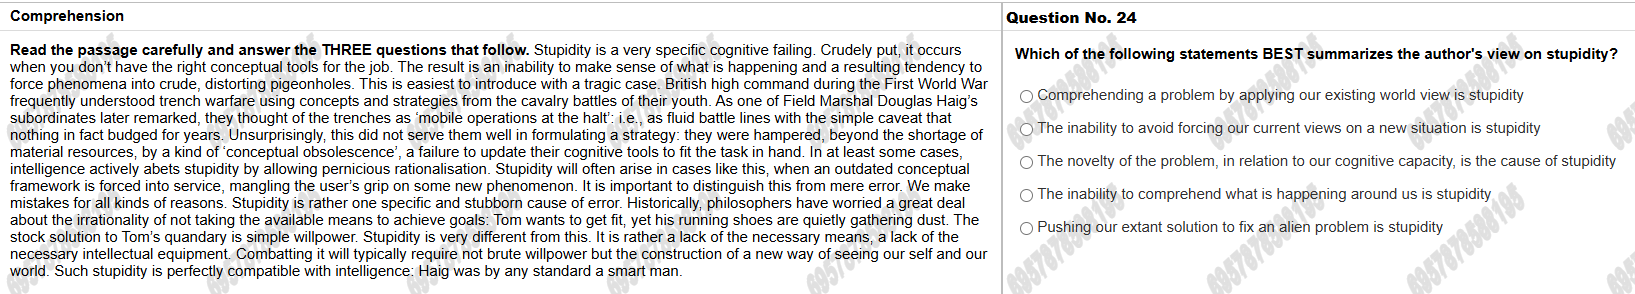 Comprehension
Read the passage carefully and answer the THREE questions that follow. Stupidity is a very specific cognitive failing. Crudely put, it occurs
when you don't have the right conceptual tools for the job. The result is an inability to make sense of what is happening and a resulting tendency to
force phenomena into crude, distorting pigeonholes. This is easiest to introduce with a tragic case. British high command during the First World War
frequently understood trench warfare using concepts and strategies from the cavalry battles of their youth. As one of Field Marshal Douglas Haig's
subordinates later remarked, they thought of the trenches as 'mobile operations at the halt': i.e., as fluid battle lines with the simple caveat that
nothing in fact budged for years. Unsurprisingly, this did not serve them well in formulating a strategy: they were hampered, beyond the shortage of
material resources, by a kind of 'conceptual obsolescence', a failure to update their cognitive tools to fit the task in hand. In at least some cases,
intelligence actively abets stupidity by allowing pernicious rationalisation. Stupidity will often arise in cases like this, when an outdated conceptual
framework is forced into service, mangling the user's grip on some new phenomenon. It is important to distinguish this from mere error. We make
mistakes for all kinds of reasons. Stupidity is rather one specific and stubborn cause of error. Historically, philosophers have worried a great deal
about the irrationality of not taking the available means to achieve goals: Tom wants to get fit, yet his running shoes are quietly gathering dust. The
stock solution to Tom's quandary is simple willpower. Stupidity is very different from this. It is rather a lack of the necessary means, a lack of the
necessary intellectual equipment. Combatting it will typically require not brute willpower but the construction of a new way of seeing our self and our
world. Such stupidity is perfectly compatible with intelligence: Haig was by any standard a smart man.
Question No. 24
Which of the following statements BEST summarizes the author's view on stupidity?
Comprehending a problem by applying our existing world view is stupidity
The inability to avoid forcing our current views on a new situation is stupidity
The novelty of the problem, in relation to our cognitive capacity, is the cause of stupidity
The inability to comprehend what is happening around us is stupidity
Pushing our extant solution to fix an alien problem is stupidity